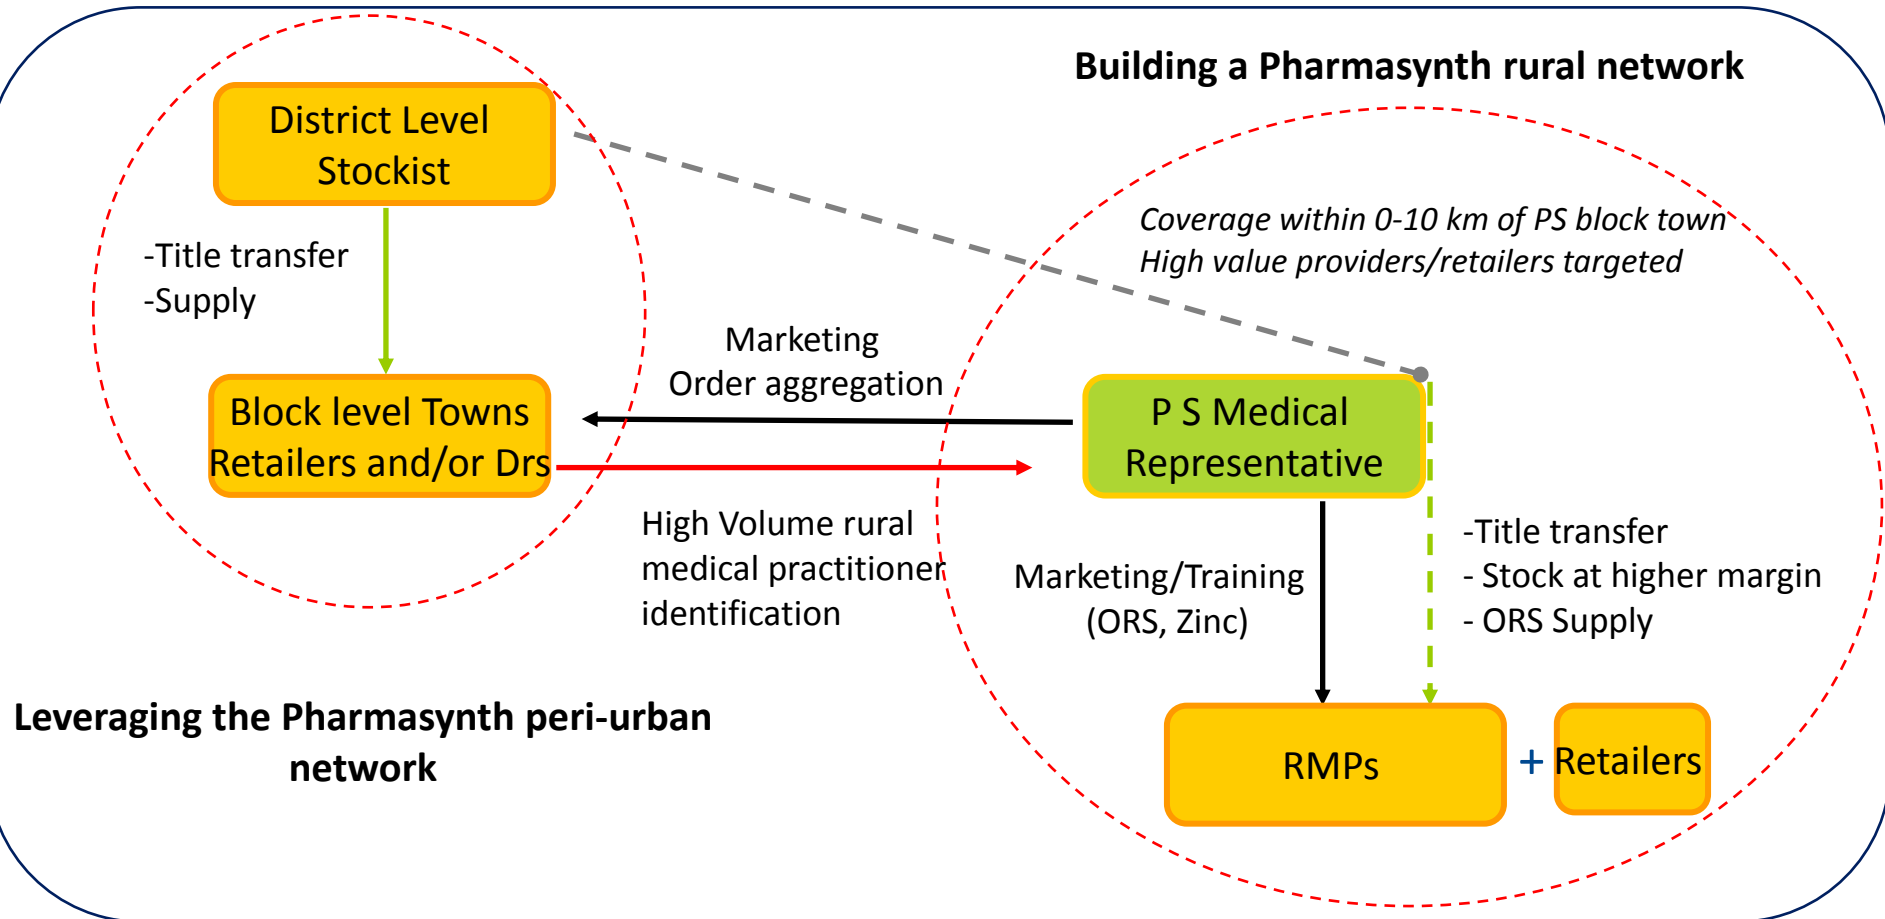 Building a Pharmasynth rural network
District Level
Stockist
-Title transfer
-Supply
Coverage within 0-10 km of PS block town
High value providers/retailers targeted
Marketing
Order aggregation
Block level Towns
Retailers and/or Drs
P S Medical
Representative
High Volume rural
medical practitioner
identification
Marketing/Training
(ORS, Zinc)
-Title transfer
- Stock at higher margin
- ORS Supply
Leveraging the Pharmasynth peri-urban
network
RMPs
+
Retailers